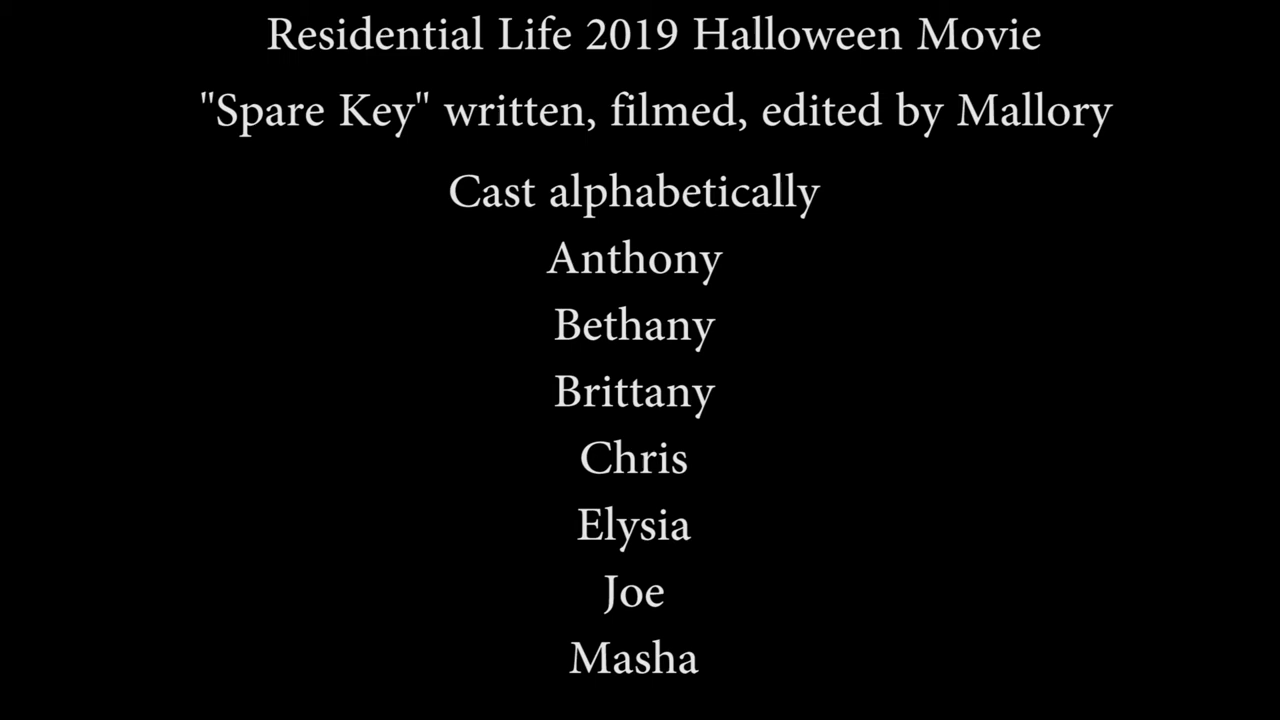 Residential Life 2019 Halloween Movie
"Spare Key" written, filmed, edited by Mallory
Cast alphabetically
Anthony
Bethany
Brittany
Chris
Elysia
Joe
Masha